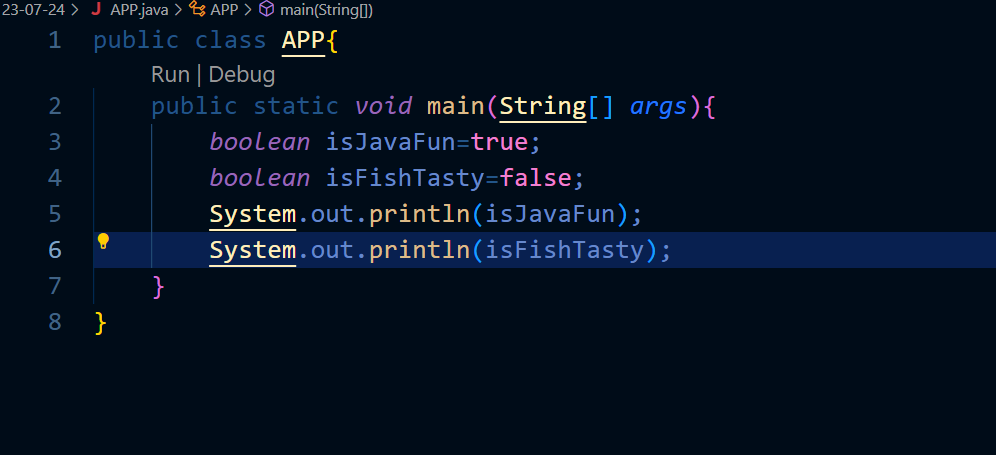 23-07-24 > J APP.java > APP > main(String[])
1 public class APP{
Run | Debug
2 public static void main(String[] args){
3 boolean isJavaFun=true;
4 boolean isFishTasty=false;
5 System.out.println(isJavaFun);
6 System.out.println(isFishTasty);
7 }
8 }